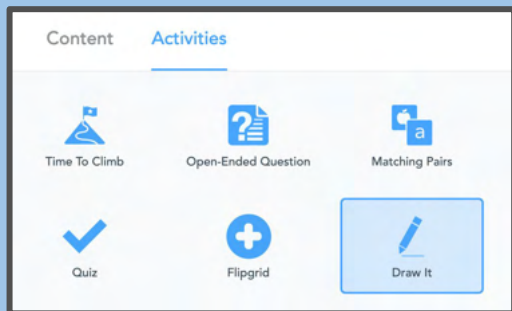 Content Activities
Time To Climb Open-Ended Question Matching Pairs
a
Quiz Flipgrid Draw It